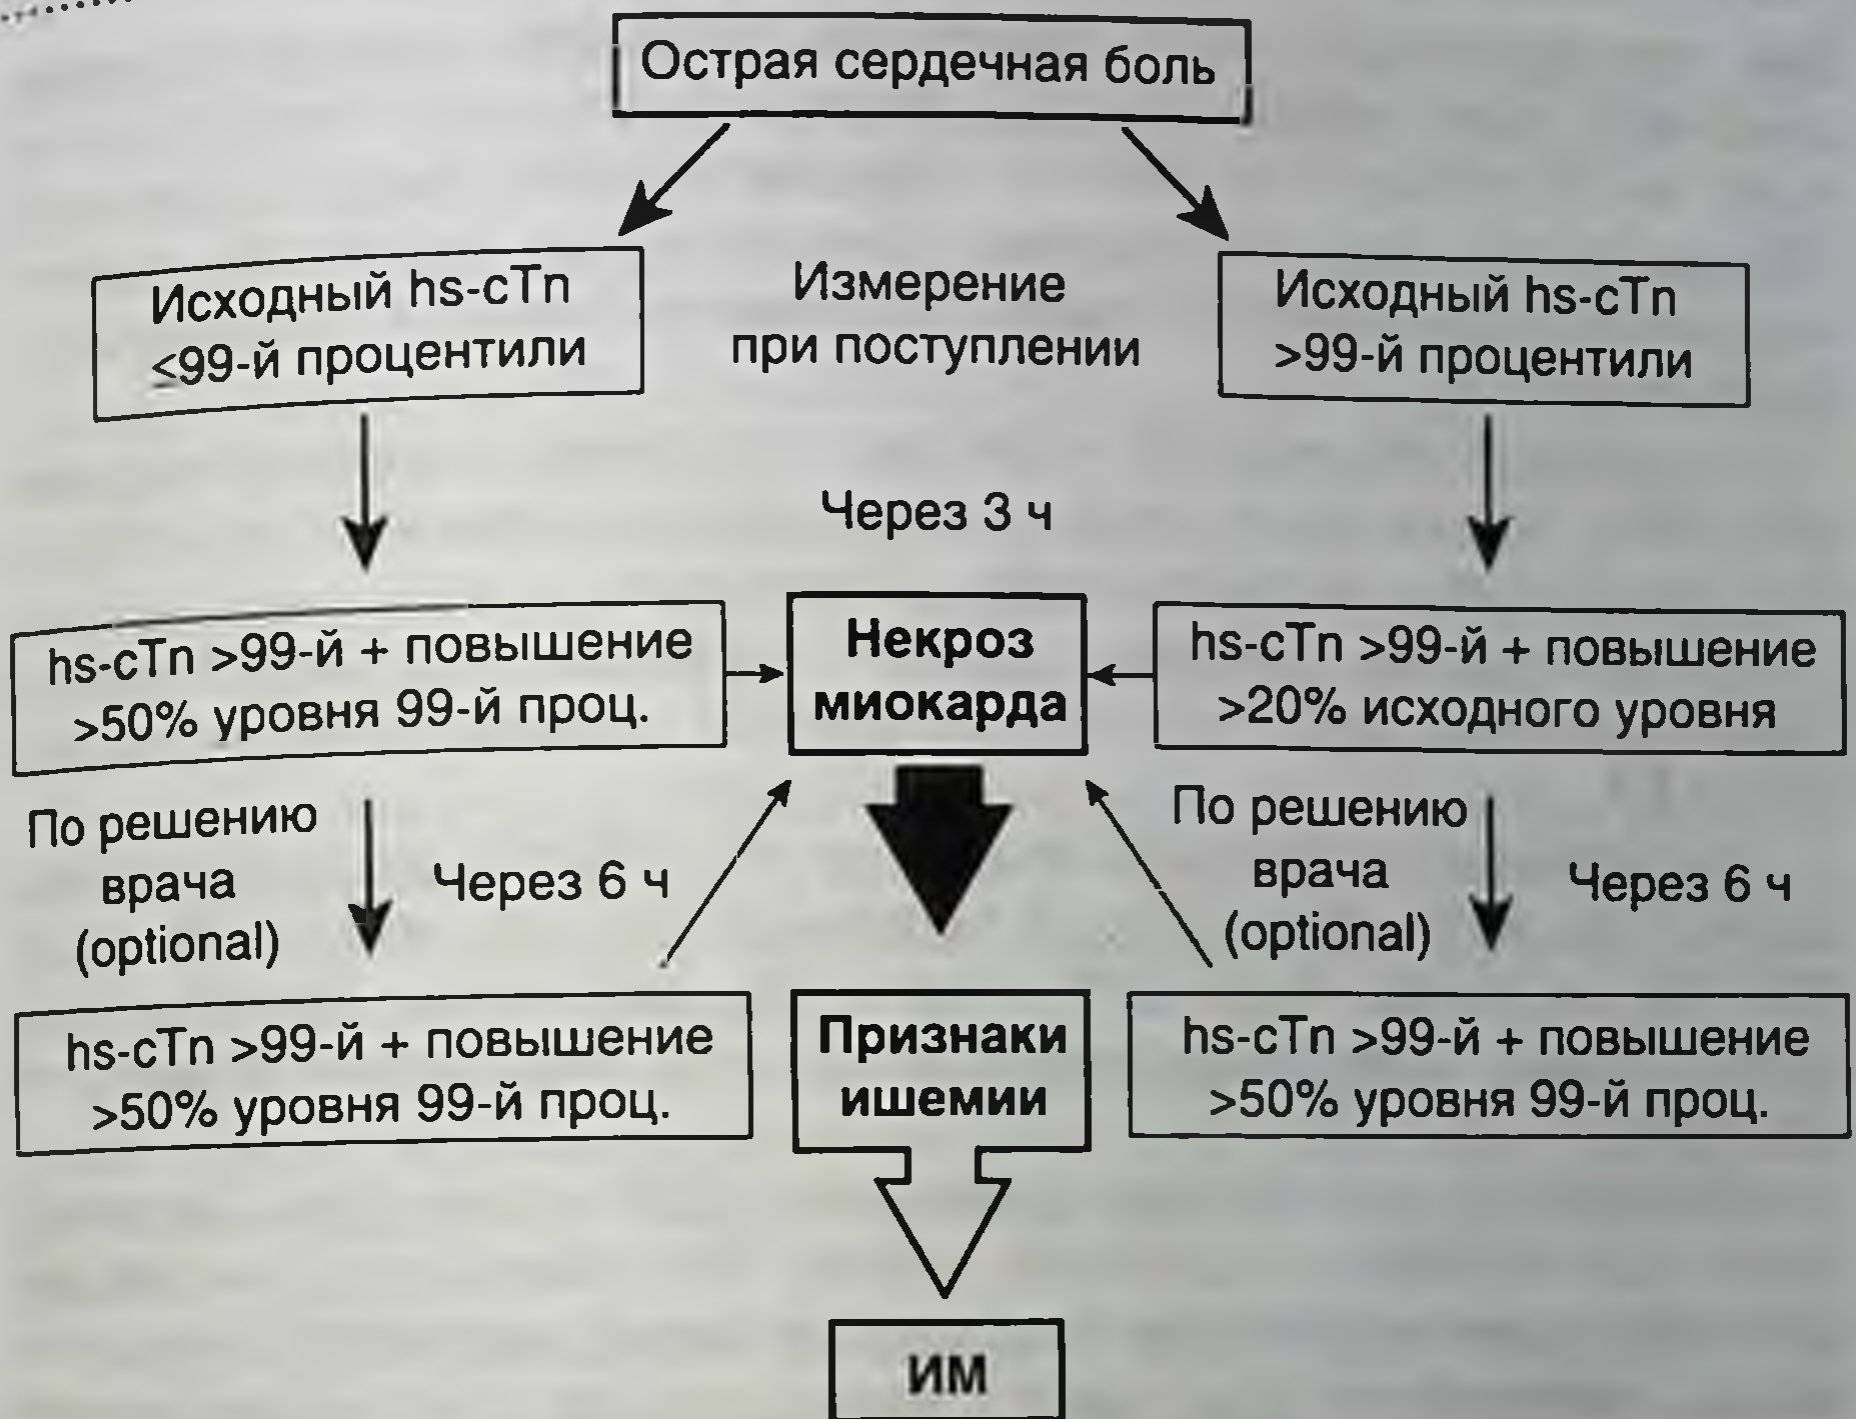 Острая сердечная боль
Исходный hs-cTn
<99-й процентили
Измерение
при поступлении
Исходный hs-cTn
>99-й процентили
Через 3 ч
hs-cTn >99-й + повышение
>50% уровня 99-й проц.
Некроз
миокарда
hs-cTn >99-й + повышение
>20% исходного уровня
По решению
врача
(optional)
Через 6 ч
По решению
врача
(optional)
Через 6 ч
hs-cTn >99-й + повышение
>50% уровня 99-й проц.
Признаки
ишемии
hs-cTn >99-й + повышение
>50% уровня 99-й проц.
ИМ